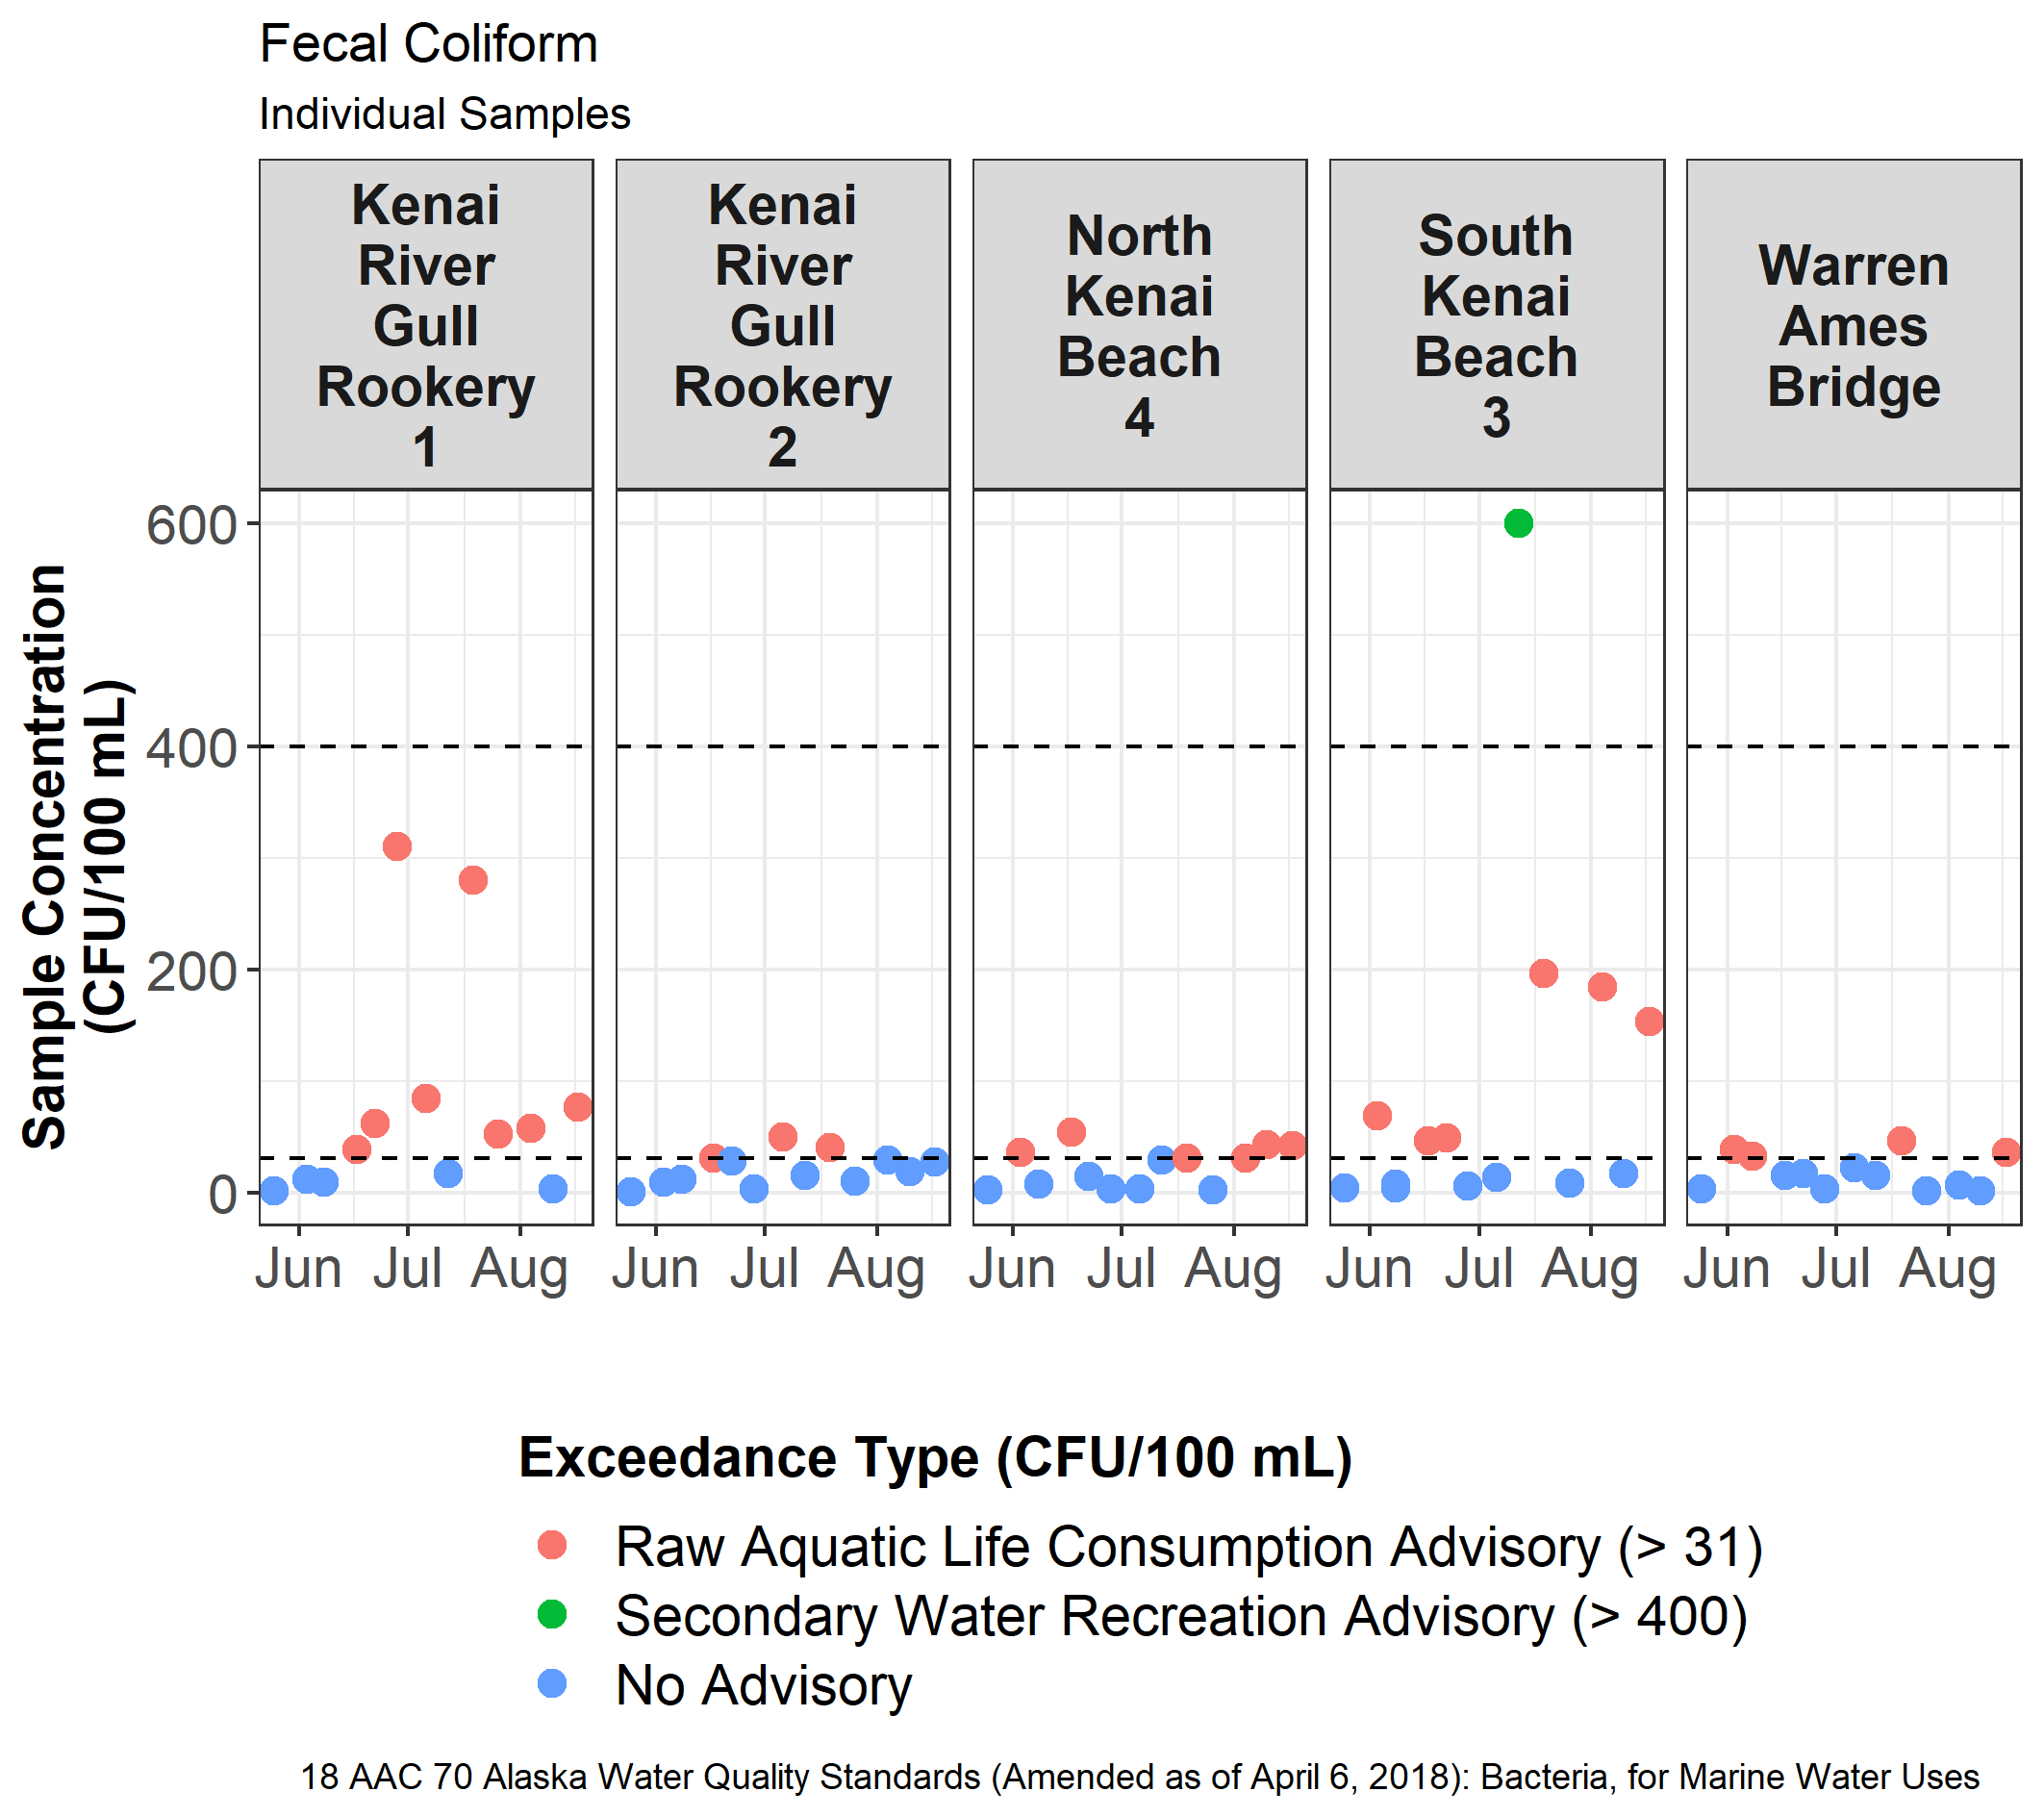 Fecal Coliform
Individual Samples
Kenai
River
Gull
Rookery
1
Kenai
River
Gull
Rookery
2
North
Kenai
Beach
4
South
Kenai
Beach
3
Warren
Ames
Bridge
Sample Concentration
(CFU/100 mL)
600
400
200
0
Jun Jul Aug
Jun Jul Aug
Jun Jul Aug
Jun Jul Aug
Jun Jul Aug
Exceedance Type (CFU/100 mL)
Raw Aquatic Life Consumption Advisory (> 31)
Secondary Water Recreation Advisory (> 400)
No Advisory
18 AAC 70 Alaska Water Quality Standards (Amended as of April 6, 2018): Bacteria, for Marine Water Uses